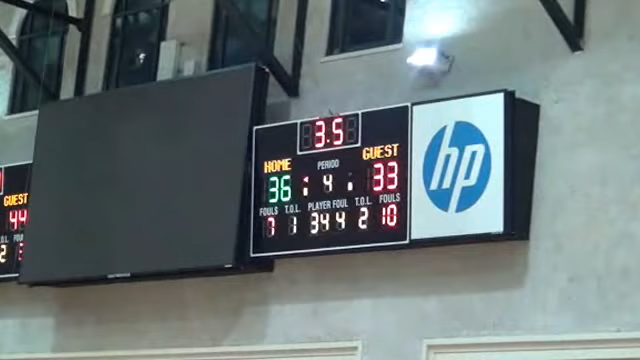 3.5
HOME PERIOD GUEST
36 4 33
FOULS T.O.L. PLAYER FOUL T.O.L. FOULS
7 1 34 4 2 10
hp
GUEST
44